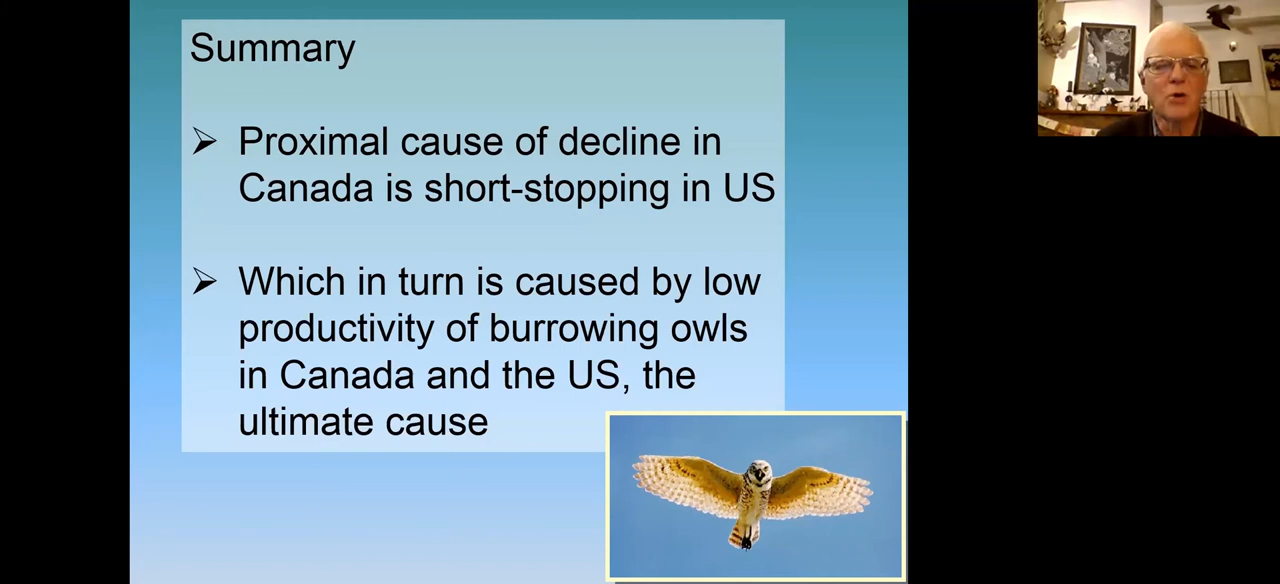 Summary
Proximal cause of decline in
Canada is short-stopping in US
Which in turn is caused by low
productivity of burrowing owls
in Canada and the US, the
ultimate cause